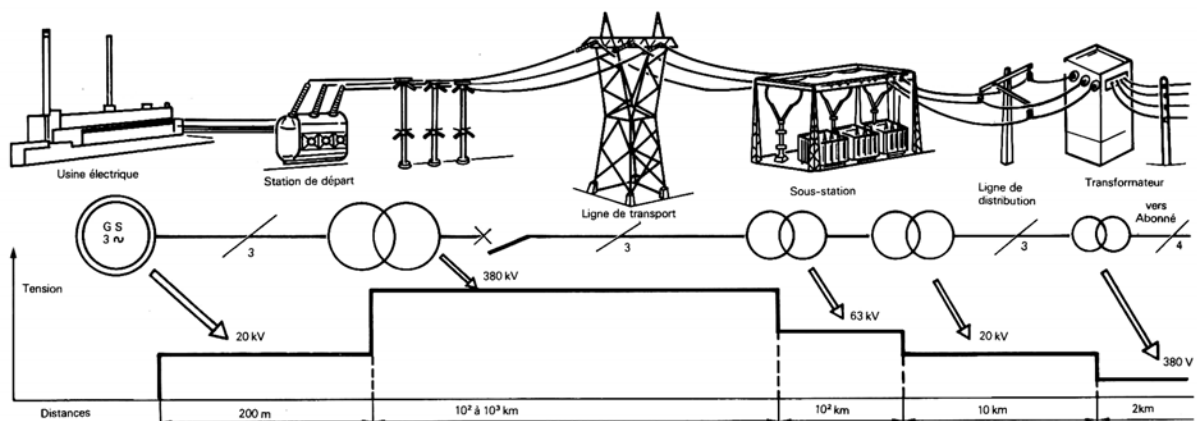 Usine électrique
Station de départ
Ligne de transport
Sous-station
Ligne de
distribution
Transformateur
vers
Abonné
G S
3 ~
3
3
3
4
Tension
20 kV
380 kV
63 kV
20 kV
380 V
Distances
200 m
10² à 10³ km
10² km
10 km
2km